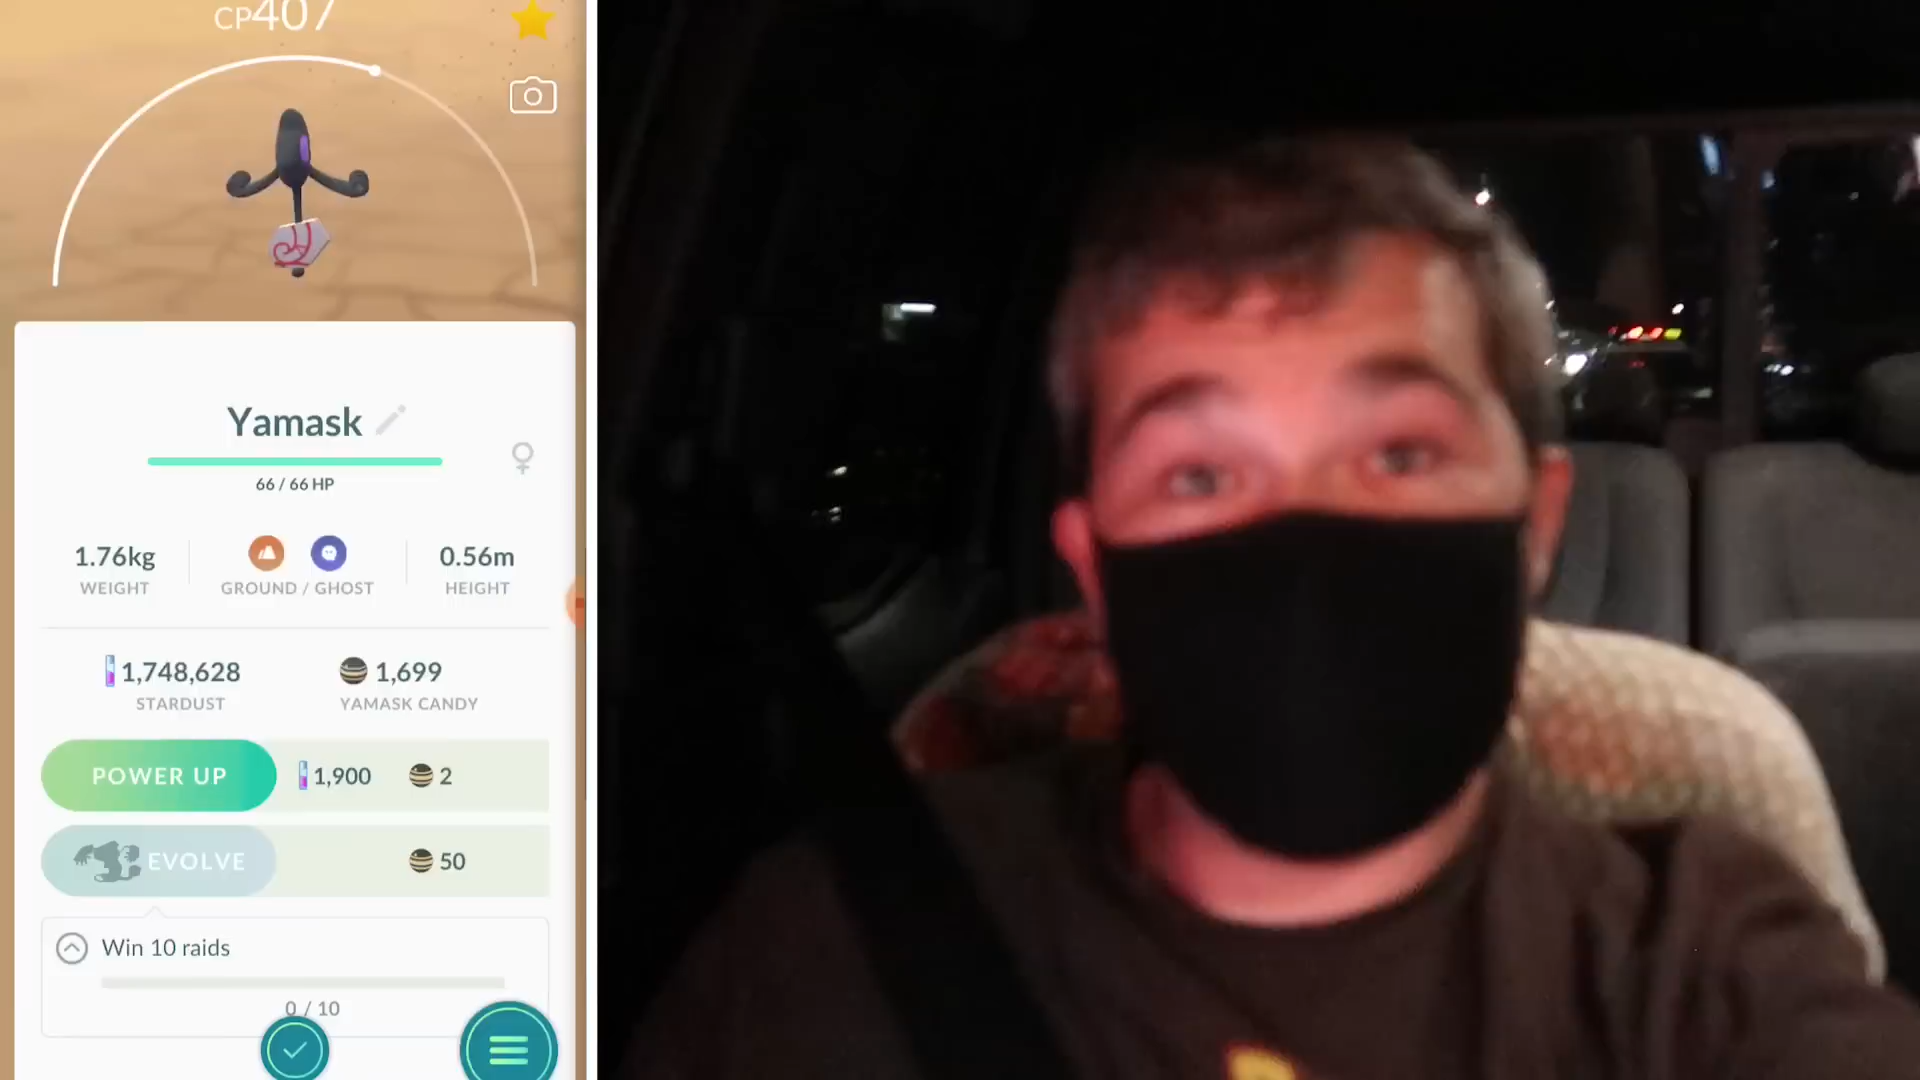 CP407
Yamask
66 / 66 HP
1.76kg
WEIGHT
GROUND / GHOST
0.56m
HEIGHT
1,748,628
STARDUST
1,699
YAMASK CANDY
POWER UP 1,900 2
EVOLVE 50
Win 10 raids
0 / 10